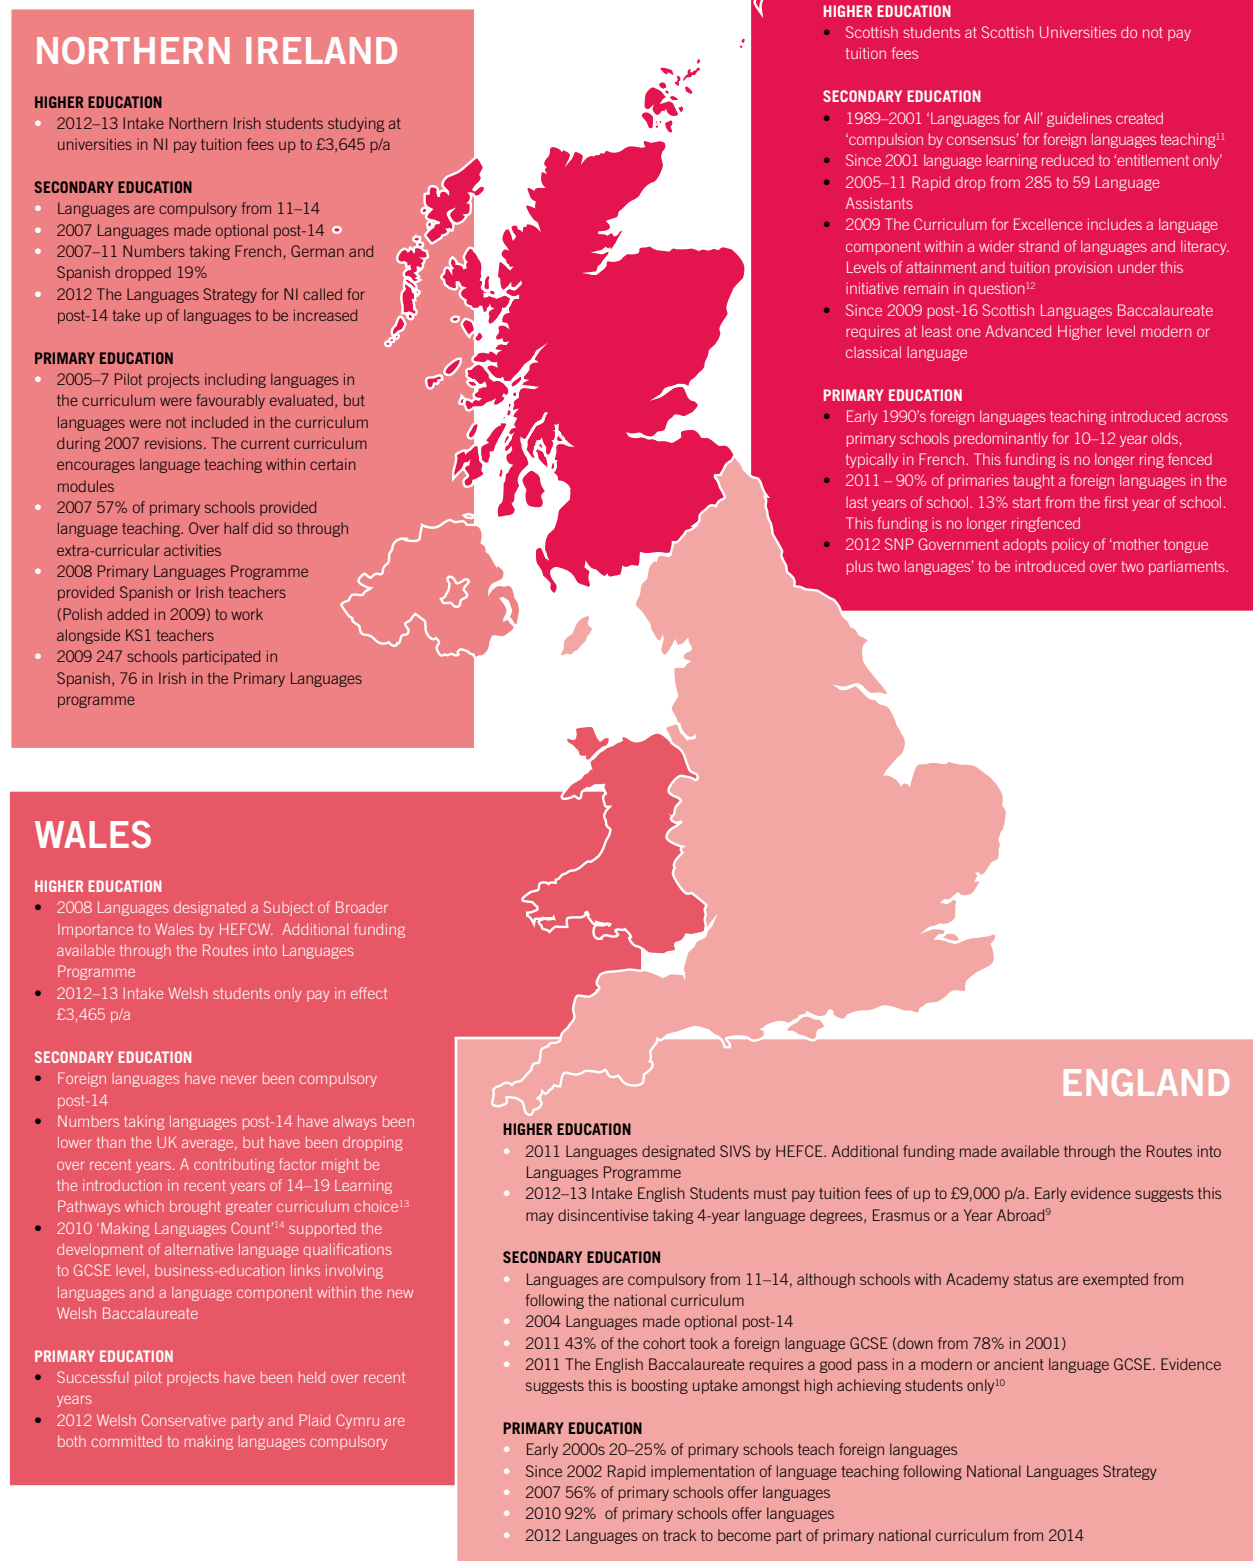 NORTHERN IRELAND
HIGHER EDUCATION
• 2012–13 Intake Northern Irish students studying at
universities in NI pay tuition fees up to £3,645 p/a
SECONDARY EDUCATION
• Languages are compulsory from 11–14
• 2007 Languages made optional post-14
• 2007–11 Numbers taking French, German and
Spanish dropped 19%
• 2012 The Languages Strategy for NI called for
post-14 take up of languages to be increased
PRIMARY EDUCATION
• 2005–7 Pilot projects including languages in
the curriculum were favourably evaluated, but
languages were not included in the curriculum
during 2007 revisions. The current curriculum
encourages language teaching within certain
modules
• 2007 57% of primary schools provided
language teaching. Over half did so through
extra-curricular activities
• 2008 Primary Languages Programme
provided Spanish or Irish teachers
(Polish added in 2009) to work
alongside KS1 teachers
• 2009 247 schools participated in
Spanish, 76 in Irish in the Primary Languages
programme
HIGHER EDUCATION
• Scottish students at Scottish Universities do not pay
tuition fees
SECONDARY EDUCATION
• 1989–2001 ‘Languages for All’ guidelines created
‘compulsion by consensus’ for foreign languages teaching¹¹
• Since 2001 language learning reduced to ‘entitlement only’
• 2005–11 Rapid drop from 285 to 59 Language
Assistants
• 2009 The Curriculum for Excellence includes a language
component within a wider strand of languages and literacy.
Levels of attainment and tuition provision under this
initiative remain in question¹²
• Since 2009 post-16 Scottish Languages Baccalaureate
requires at least one Advanced Higher level modern or
classical language
PRIMARY EDUCATION
• Early 1990’s foreign languages teaching introduced across
primary schools predominantly for 10–12 year olds,
typically in French. This funding is no longer ring fenced
• 2011 – 90% of primaries taught a foreign languages in the
last years of school. 13% start from the first year of school.
This funding is no longer ringfenced
• 2012 SNP Government adopts policy of ‘mother tongue
plus two languages’ to be introduced over two parliaments.
WALES
HIGHER EDUCATION
• 2008 Languages designated a Subject of Broader
Importance to Wales by HEFCW. Additional funding
available through the Routes into Languages
Programme
• 2012–13 Intake Welsh students only pay in effect
£3,465 p/a
SECONDARY EDUCATION
• Foreign languages have never been compulsory
post-14
• Numbers taking languages post-14 have always been
lower than the UK average, but have been dropping
over recent years. A contributing factor might be
the introduction in recent years of 14–19 Learning
Pathways which brought greater curriculum choice¹³
• 2010 ‘Making Languages Count’¹⁴ supported the
development of alternative language qualifications
to GCSE level, business-education links involving
languages and a language component within the new
Welsh Baccalaureate
PRIMARY EDUCATION
• Successful pilot projects have been held over recent
years
• 2012 Welsh Conservative party and Plaid Cymru are
both committed to making languages compulsory
ENGLAND
HIGHER EDUCATION
• 2011 Languages designated SIVS by HEFCE. Additional funding made available through the Routes into
Languages Programme
• 2012–13 Intake English Students must pay tuition fees of up to £9,000 p/a. Early evidence suggests this
may disincentivise taking 4-year language degrees, Erasmus or a Year Abroad⁹
SECONDARY EDUCATION
• Languages are compulsory from 11–14, although schools with Academy status are exempted from
following the national curriculum
• 2004 Languages made optional post-14
• 2011 43% of the cohort took a foreign language GCSE (down from 78% in 2001)
• 2011 The English Baccalaureate requires a good pass in a modern or ancient language GCSE. Evidence
suggests this is boosting uptake amongst high achieving students only¹⁰
PRIMARY EDUCATION
• Early 2000s 20–25% of primary schools teach foreign languages
• Since 2002 Rapid implementation of language teaching following National Languages Strategy
• 2007 56% of primary schools offer languages
• 2010 92% of primary schools offer languages
• 2012 Languages on track to become part of primary national curriculum from 2014